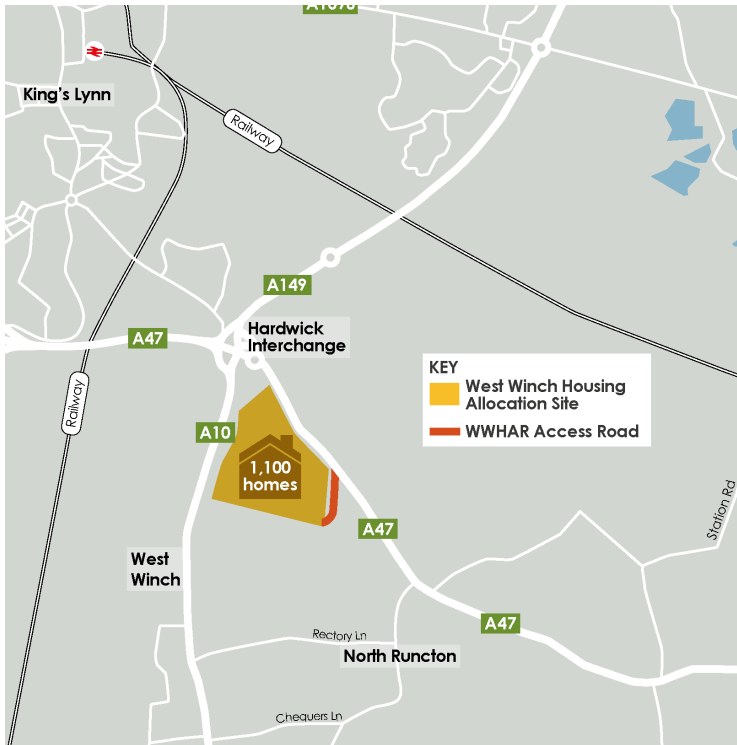 King's Lynn
Railway
A149
A47
Hardwick
Interchange
KEY
West Winch Housing
Allocation Site
WWHAR Access Road
Railway
A10
1,100
homes
A47
Station Rd
West
Winch
A47
Rectory Ln
North Runcton
Chequers Ln